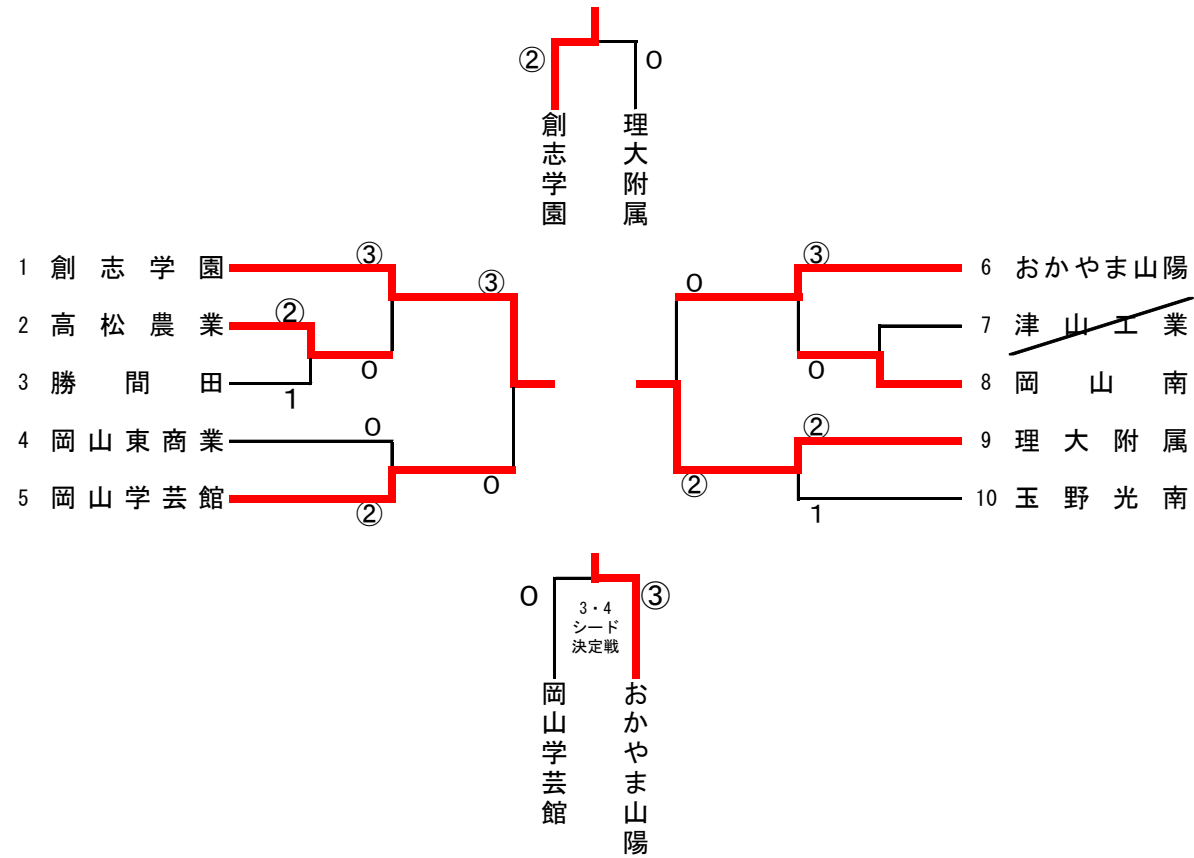 ② 0
創志学園
理大附属
1 創志学園
2 高松農業
3 勝間田
4 岡山東商業
5 岡山学芸館
③
②
0
1
0
②
③
0
0
②
③
0
②
1
6 おかやま山陽
7 津山工業
8 岡山南
9 理大附属
10 玉野光南
0 ③
3・4
シード
決定戦
岡山学芸館
おかやま山陽